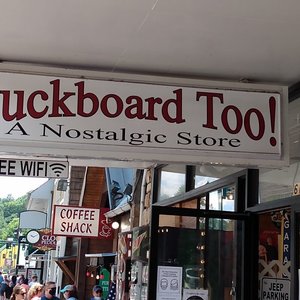 uckboard Too!
A Nostalgic Store
EE WIFI
COFFEE
SHACK
JEEP
PARKING